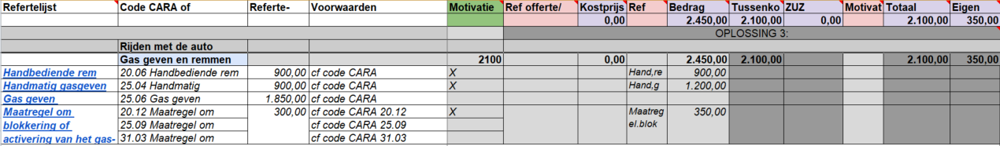 Refertelijst Code CARA of Referte- Voorwaarden Motivatie Ref offerte/ Kostprijs Ref Bedrag Tussenko ZUZ Motivat Totaal Eigen
0,00 2.450,00 2.100,00 0,00 2.100,00 350,00
OPLOSSING 3:
Rijden met de auto
Gas geven en remmen 2100 0,00 2.450,00 2.100,00 2.100,00 350,00
Handbediende rem 20.06 Handbediende rem 900,00 cf code CARA X Hand,re 900,00
Handmatig gasgeven 25.04 Handmatig 900,00 cf code CARA X Hand,g 1.200,00
Gas geven 25.06 Gas geven 1.850,00 cf code CARA
Maatregel om 20.12 Maatregel om 300,00 cf code CARA 20.12 X Maatreg 350,00
blokkering of 25.09 Maatregel om cf code CARA 25.09 el.blok
activering van het gas- 31.03 Maatregel om cf code CARA 31.03